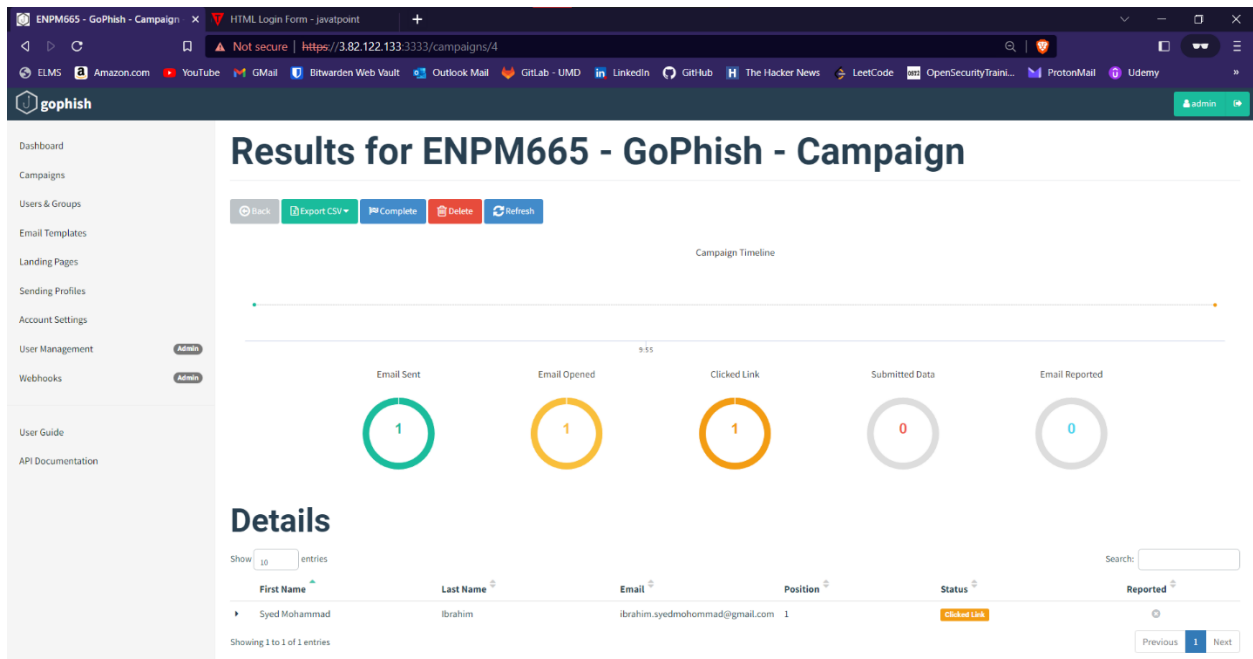 ENPM665 - GoPhish - Campaign
HTML Login Form - javatpoint
Not secure | https://3.82.122.133:3333/campaigns/4
ELMS Amazon.com YouTube GMail Bitwarden Web Vault Outlook Mail GitLab - UMD LinkedIn GitHub The Hacker News LeetCode OpenSecurityTraini... ProtonMail Udemy »
gophish
admin
Dashboard
Campaigns
Users & Groups
Email Templates
Landing Pages
Sending Profiles
Account Settings
User Management Admin
Webhooks Admin
User Guide
API Documentation
Results for ENPM665 - GoPhish - Campaign
Back Export CSV Complete Delete Refresh
Campaign Timeline
9:55
Email Sent Email Opened Clicked Link Submitted Data Email Reported
1 1 1 0 0
Details
Show 10 entries Search:
First Name Last Name Email Position Status Reported
Syed Mohammad Ibrahim ibrahim.syedmohommad@gmail.com 1 Clicked Link
Showing 1 to 1 of 1 entries
Previous 1 Next